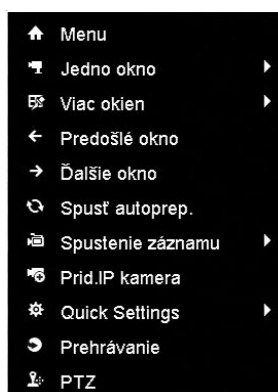 Menu
Jedno okno
Viac okien
Predošlé okno
Ďalšie okno
Spusť autoprep.
Spustenie záznamu
Prid.IP kamera
Quick Settings
Prehrávanie
PTZ